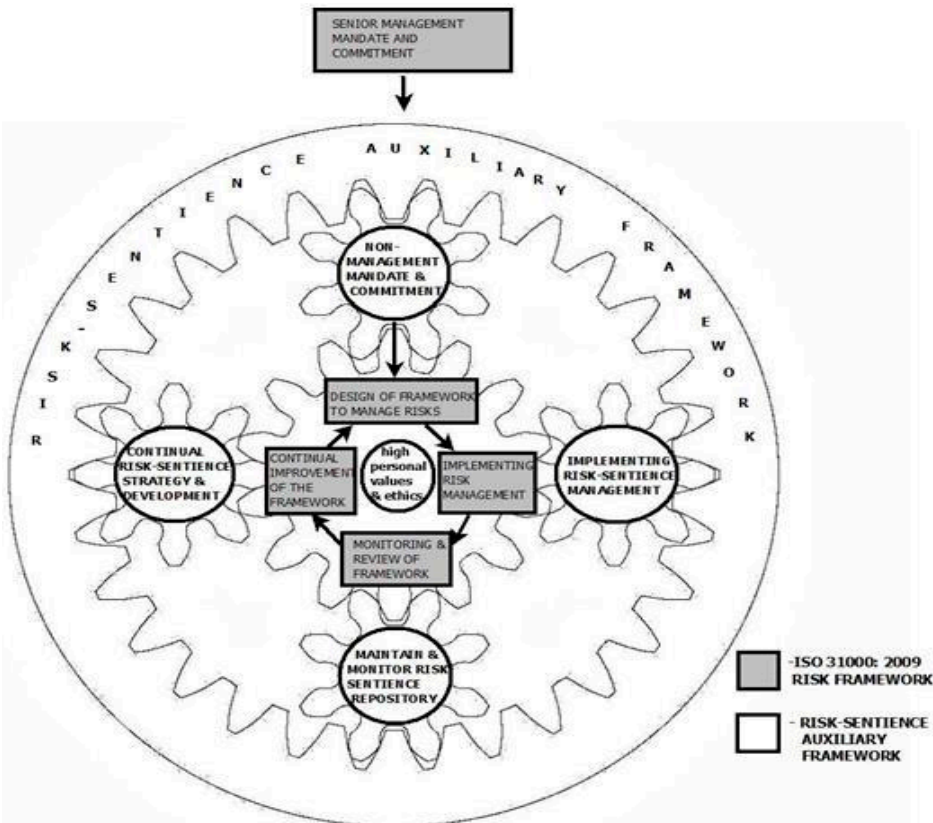 SENIOR MANAGEMENT
MANDATE AND
COMMITMENT
RISK-SENTIENCE AUXILIARY FRAMEWORK
NON-
MANAGEMENT
MANDATE &
COMMITMENT
DESIGN OF FRAMEWORK
TO MANAGE RISKS
CONTINUAL
RISK-SENTIENCE
STRATEGY &
DEVELOPMENT
CONTINUAL
IMPROVEMENT
OF THE
FRAMEWORK
high
personal
values
& ethics
IMPLEMENTING
RISK
MANAGEMENT
IMPLEMENTING
RISK-SENTIENCE
MANAGEMENT
MONITORING &
REVIEW OF
FRAMEWORK
MAINTAIN &
MONITOR RISK
SENTIENCE
REPOSITORY
-ISO 31000: 2009
RISK FRAMEWORK
- RISK-SENTIENCE
AUXILIARY
FRAMEWORK